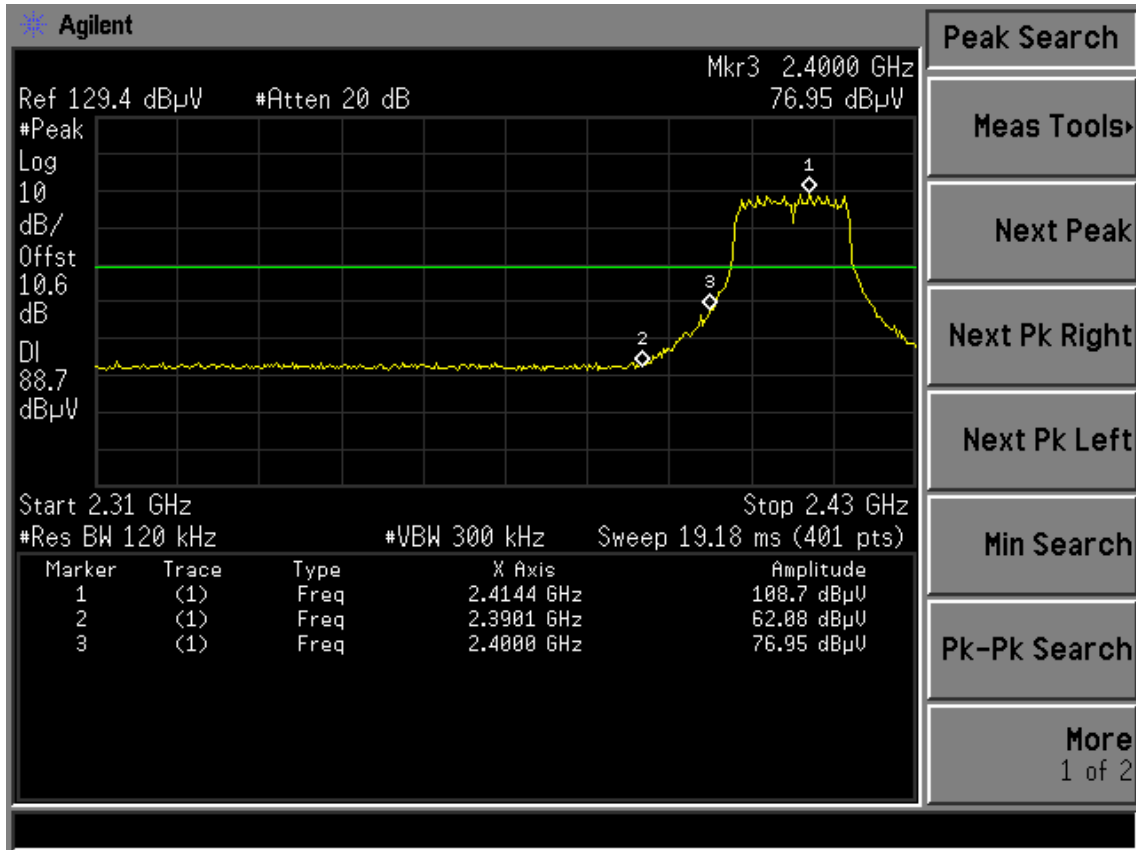 Agilent
Peak Search
Mkr3 2.4000 GHz
Ref 129.4 dBµV #Atten 20 dB 76.95 dBµV
#Peak
Log
10
dB/
Offst
10.6
dB
DI
88.7
dBµV
1
2
3
Start 2.31 GHz Stop 2.43 GHz
#Res BW 120 kHz #VBW 300 kHz Sweep 19.18 ms (401 pts)
Marker Trace Type X Axis Amplitude
1 (1) Freq 2.4144 GHz 108.7 dBµV
2 (1) Freq 2.3901 GHz 62.08 dBµV
3 (1) Freq 2.4000 GHz 76.95 dBµV
Meas Tools
Next Peak
Next Pk Right
Next Pk Left
Min Search
Pk-Pk Search
More
1 of 2